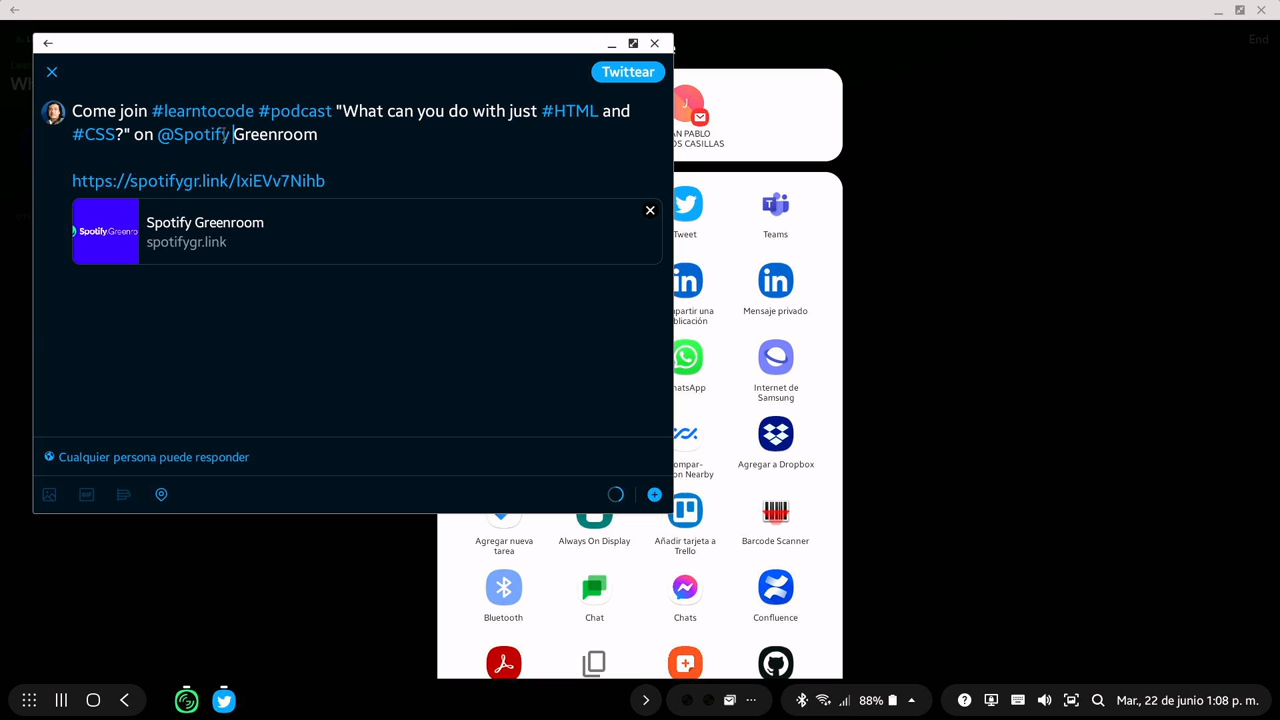 End
Twittear
Come join #learntocode #podcast "What can you do with just #HTML and
#CSS?" on @Spotify Greenroom
https://spotifygr.link/IxiEVv7Nihb
Spotify Greenroom
spotifygr.link
Cualquier persona puede responder
GIF
J
AN PABLO
OS CASILLAS
Tweet
Teams
partir una
blicación
Mensaje privado
hatsApp
Internet de
Samsung
ompar-
on Nearby
Agregar a Dropbox
Agregar nueva
tarea
Always On Display
Añadir tarjeta a
Trello
Barcode Scanner
Bluetooth
Chat
Chats
Confluence
88%
Mar., 22 de junio 1:08 p. m.